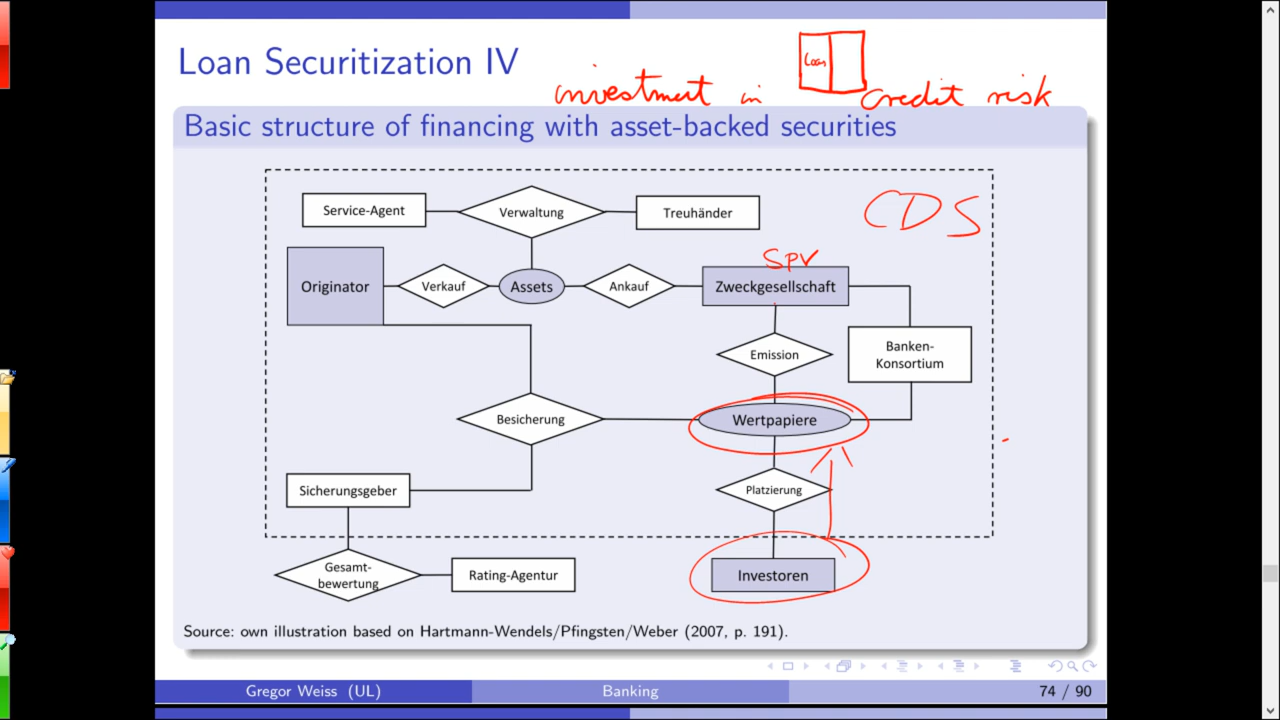 Loan Securitization IV
Loan
investment in credit risk
Basic structure of financing with asset-backed securities
Service-Agent
Verwaltung
Treuhänder
CDS
SPV
Originator
Verkauf
Assets
Ankauf
Zweckgesellschaft
Emission
Banken-
Konsortium
Besicherung
Wertpapiere
Sicherungsgeber
Platzierung
Gesamt-
bewertung
Rating-Agentur
Investoren
Source: own illustration based on Hartmann-Wendels/Pfingsten/Weber (2007, p. 191).
Gregor Weiss (UL)
Banking
74 / 90